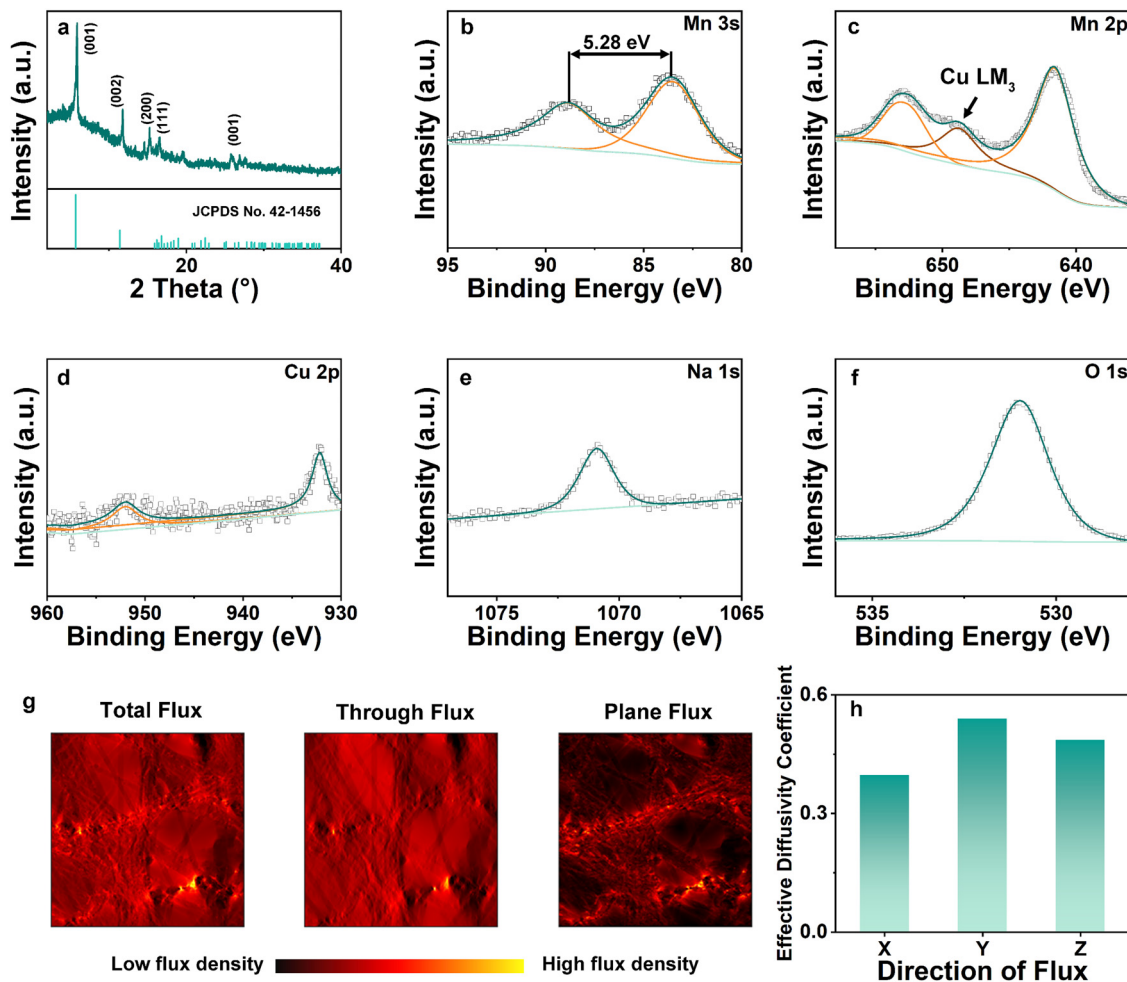 a
(001)
(002)
(200)
(111)
(001)
JCPDS No. 42-1456
Intensity (a.u.)
20
40
2 Theta (°)
b
Mn 3s
5.28 eV
Intensity (a.u.)
95
90
85
80
Binding Energy (eV)
c
Mn 2p
Cu LM3
Intensity (a.u.)
650
640
Binding Energy (eV)
d
Cu 2p
Intensity (a.u.)
960
950
940
930
Binding Energy (eV)
e
Na 1s
Intensity (a.u.)
1075
1070
1065
Binding Energy (eV)
f
O 1s
Intensity (a.u.)
535
530
Binding Energy (eV)
g
Total Flux
Through Flux
Plane Flux
Low flux density
High flux density
h
Effective Diffusivity Coefficient
0.6
0.3
0.0
X
Y
Z
Direction of Flux